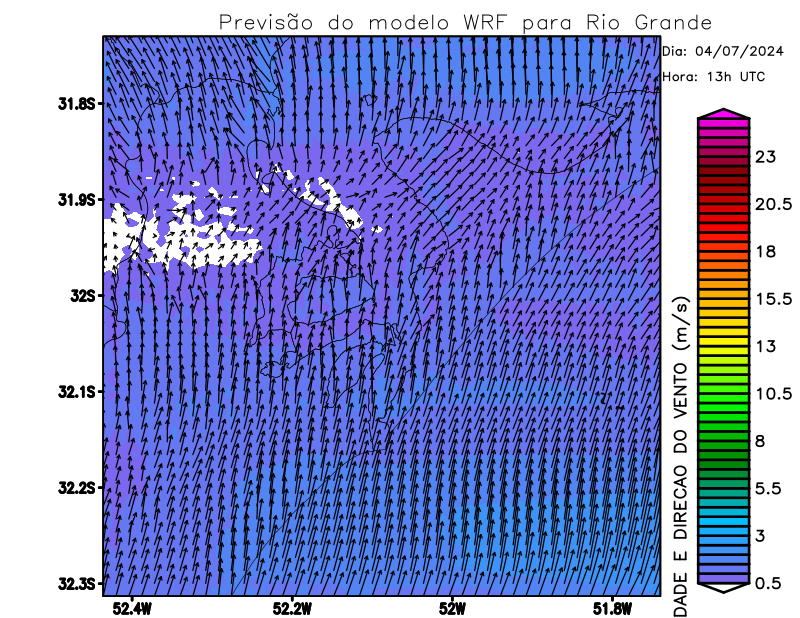 Previsão do modelo WRF para Rio Grande
Dia: 04/07/2024
Hora: 13h UTC
31.8S
31.9S
32S
32.1S
32.2S
32.3S
52.4W
52.2W
52W
51.8W
DADE E DIRECAO DO VENTO (m/s)
23
20.5
18
15.5
13
10.5
8
5.5
3
0.5